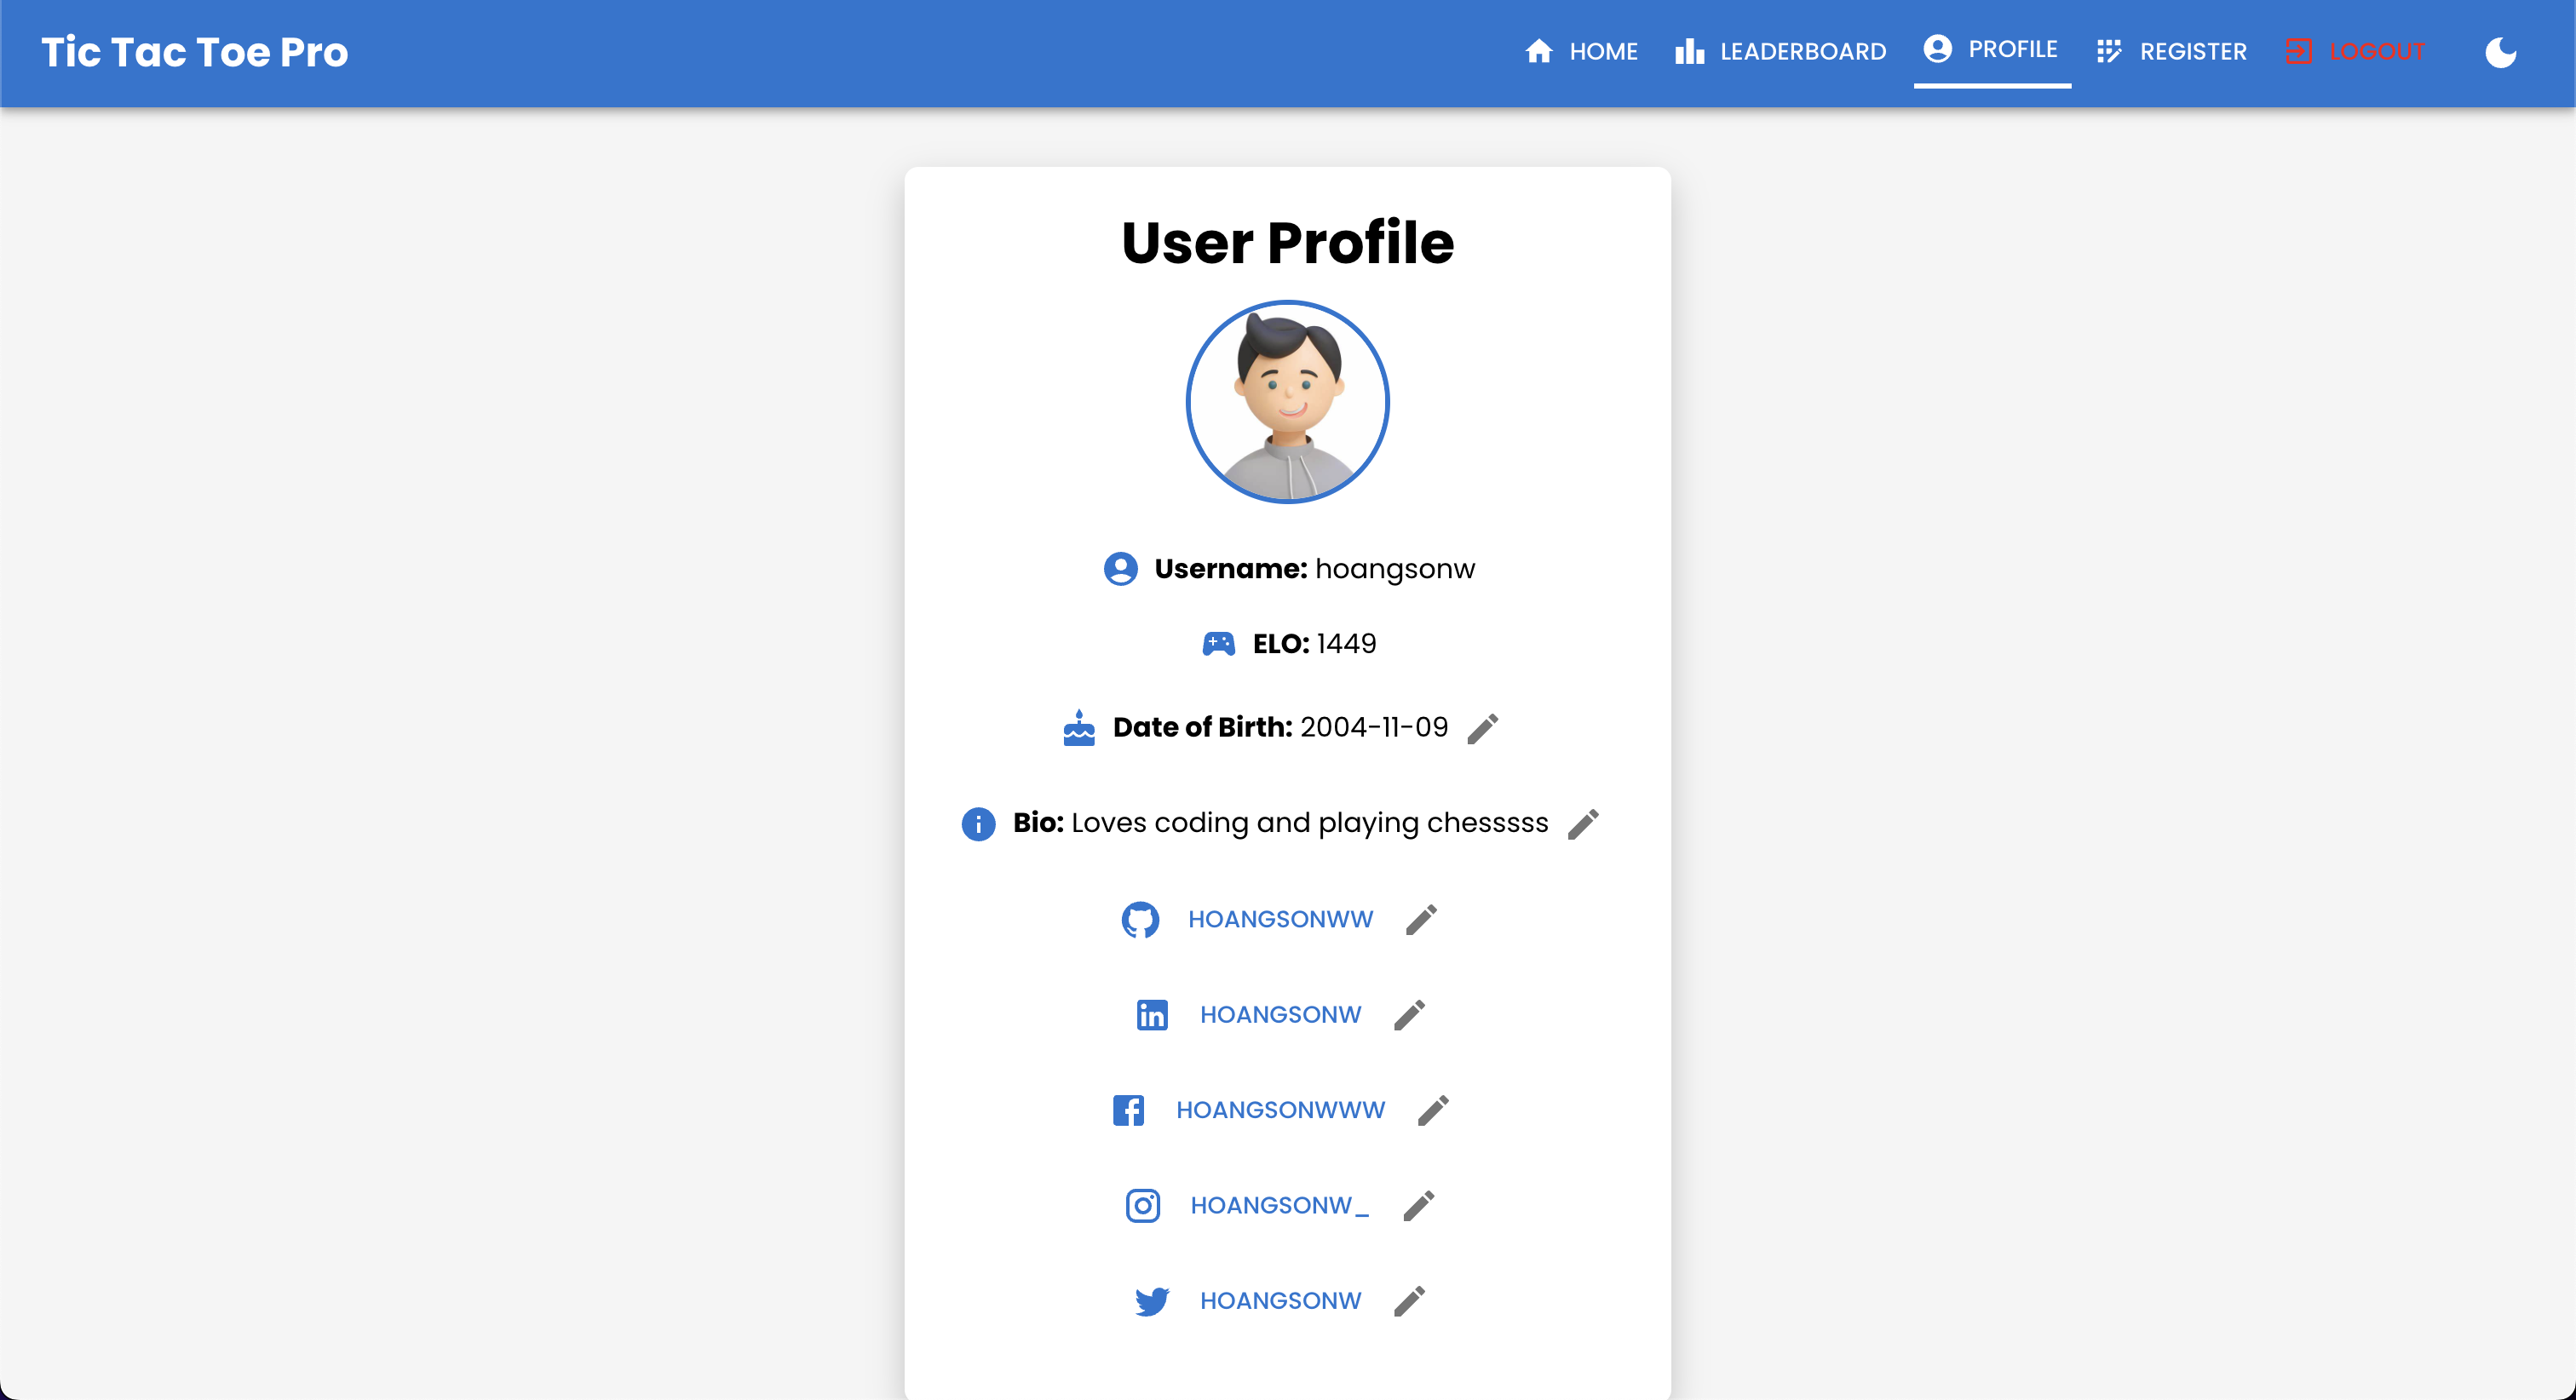 Tic Tac Toe Pro
HOME
LEADERBOARD
PROFILE
REGISTER
LOGOUT
User Profile
Username: hoangsonw
ELO: 1449
Date of Birth: 2004-11-09
Bio: Loves coding and playing chesssss
HOANGSONWW
HOANGSONW
HOANGSONWWW
HOANGSONW_
HOANGSONW